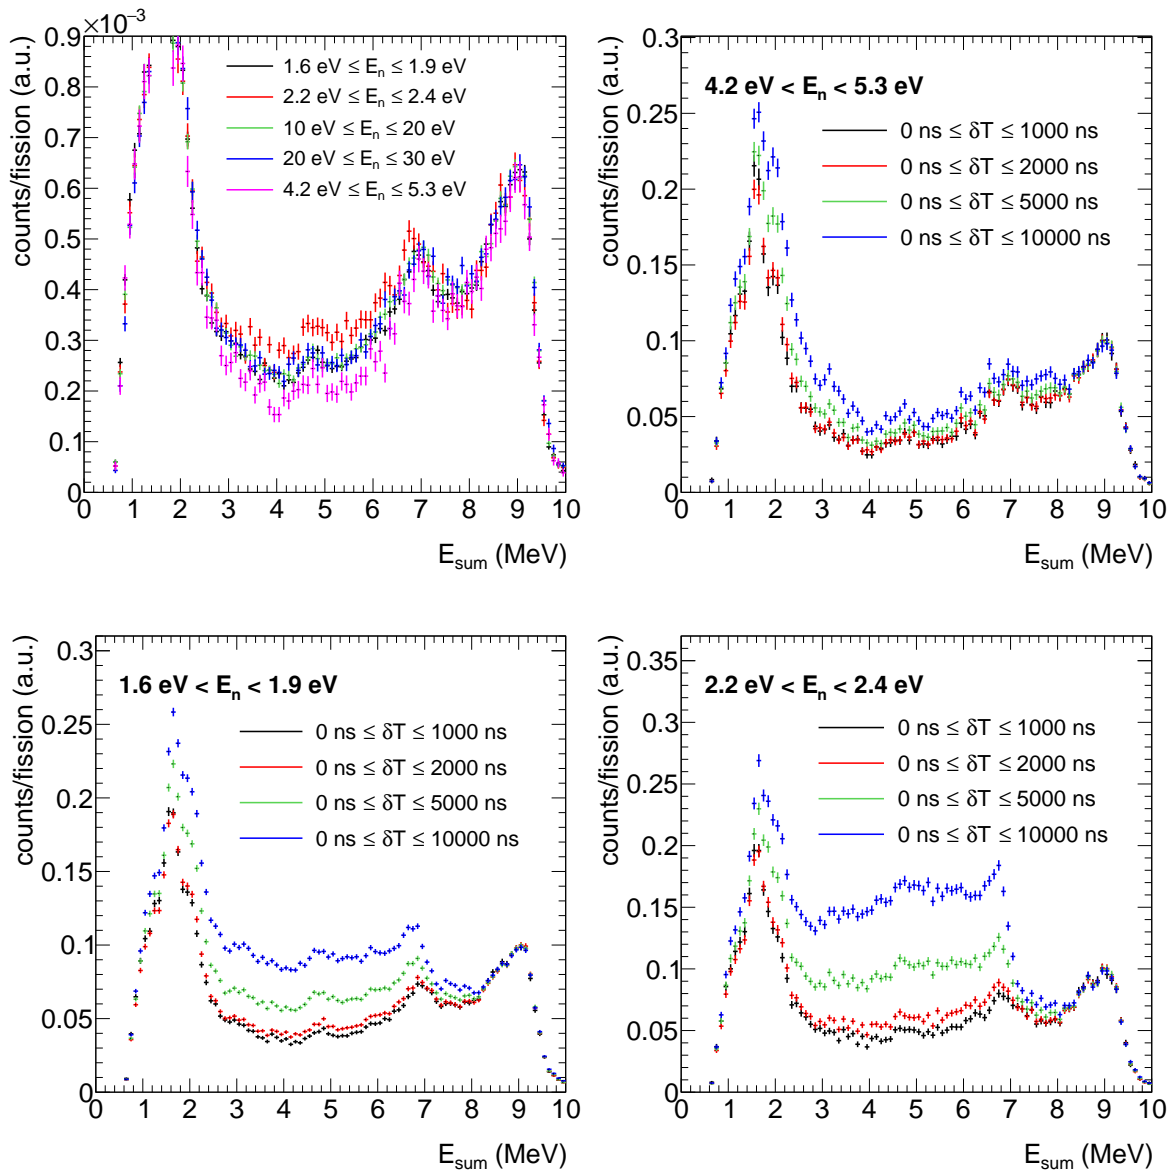 ×10⁻³
counts/fission (a.u.)
0.9
0.8
0.7
0.6
0.5
0.4
0.3
0.2
0.1
0
1.6 eV ≤ Eₙ ≤ 1.9 eV
2.2 eV ≤ Eₙ ≤ 2.4 eV
10 eV ≤ Eₙ ≤ 20 eV
20 eV ≤ Eₙ ≤ 30 eV
4.2 eV ≤ Eₙ ≤ 5.3 eV
0 1 2 3 4 5 6 7 8 9 10
E_sum (MeV)
counts/fission (a.u.)
0.3
0.25
0.2
0.15
0.1
0.05
0
4.2 eV < Eₙ < 5.3 eV
0 ns ≤ δT ≤ 1000 ns
0 ns ≤ δT ≤ 2000 ns
0 ns ≤ δT ≤ 5000 ns
0 ns ≤ δT ≤ 10000 ns
0 1 2 3 4 5 6 7 8 9 10
E_sum (MeV)
counts/fission (a.u.)
0.3
0.25
0.2
0.15
0.1
0.05
0
1.6 eV < Eₙ < 1.9 eV
0 ns ≤ δT ≤ 1000 ns
0 ns ≤ δT ≤ 2000 ns
0 ns ≤ δT ≤ 5000 ns
0 ns ≤ δT ≤ 10000 ns
0 1 2 3 4 5 6 7 8 9 10
E_sum (MeV)
counts/fission (a.u.)
0.35
0.3
0.25
0.2
0.15
0.1
0.05
0
2.2 eV < Eₙ < 2.4 eV
0 ns ≤ δT ≤ 1000 ns
0 ns ≤ δT ≤ 2000 ns
0 ns ≤ δT ≤ 5000 ns
0 ns ≤ δT ≤ 10000 ns
0 1 2 3 4 5 6 7 8 9 10
E_sum (MeV)